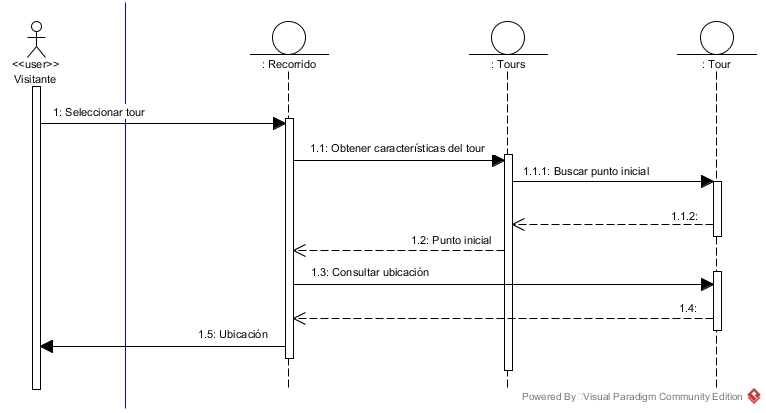 <<user>>
Visitante
: Recorrido
: Tours
: Tour
1: Seleccionar tour
1.1: Obtener características del tour
1.1.1: Buscar punto inicial
1.1.2:
1.2: Punto inicial
1.3: Consultar ubicación
1.4:
1.5: Ubicación
Powered By Visual Paradigm Community Edition